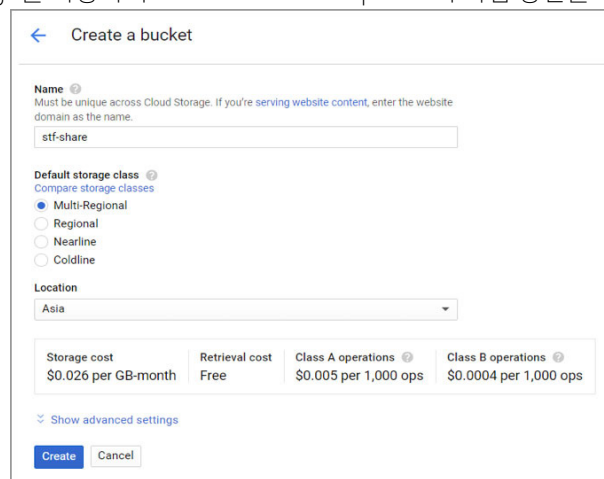 Create a bucket
Name
Must be unique across Cloud Storage. If you're serving website content, enter the website
domain as the name.
stf-share
Default storage class
Compare storage classes
Multi-Regional
Regional
Nearline
Coldline
Location
Asia
Storage cost Retrieval cost Class A operations Class B operations
$0.026 per GB-month Free $0.005 per 1,000 ops $0.0004 per 1,000 ops
Show advanced settings
Create Cancel